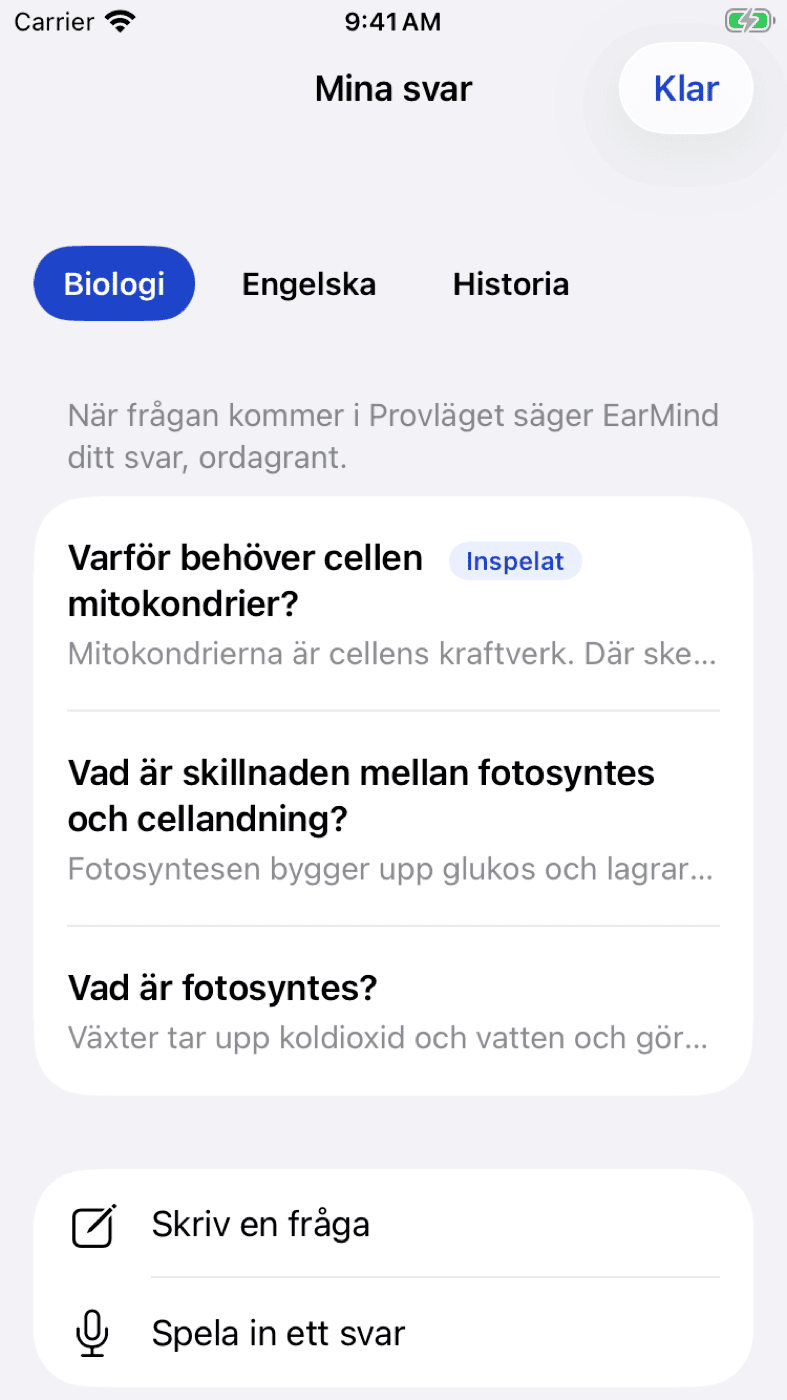 Carrier 9:41 AM
Mina svar
Klar
Biologi Engelska Historia
När frågan kommer i Provläget säger EarMind
ditt svar, ordagrant.
Varför behöver cellen Inspelat
mitokondrier?
Mitokondrierna är cellens kraftverk. Där ske...
Vad är skillnaden mellan fotosyntes
och cellandning?
Fotosyntesen bygger upp glukos och lagrar...
Vad är fotosyntes?
Växter tar upp koldioxid och vatten och gör...
Skriv en fråga
Spela in ett svar